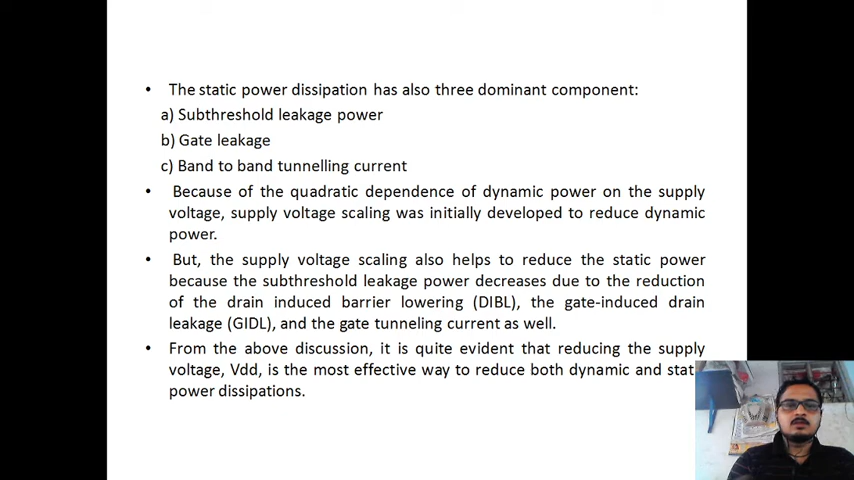 • The static power dissipation has also three dominant component:
a) Subthreshold leakage power
b) Gate leakage
c) Band to band tunnelling current
• Because of the quadratic dependence of dynamic power on the supply
voltage, supply voltage scaling was initially developed to reduce dynamic
power.
• But, the supply voltage scaling also helps to reduce the static power
because the subthreshold leakage power decreases due to the reduction
of the drain induced barrier lowering (DIBL), the gate-induced drain
leakage (GIDL), and the gate tunneling current as well.
• From the above discussion, it is quite evident that reducing the supply
voltage, Vdd, is the most effective way to reduce both dynamic and stati
power dissipations.